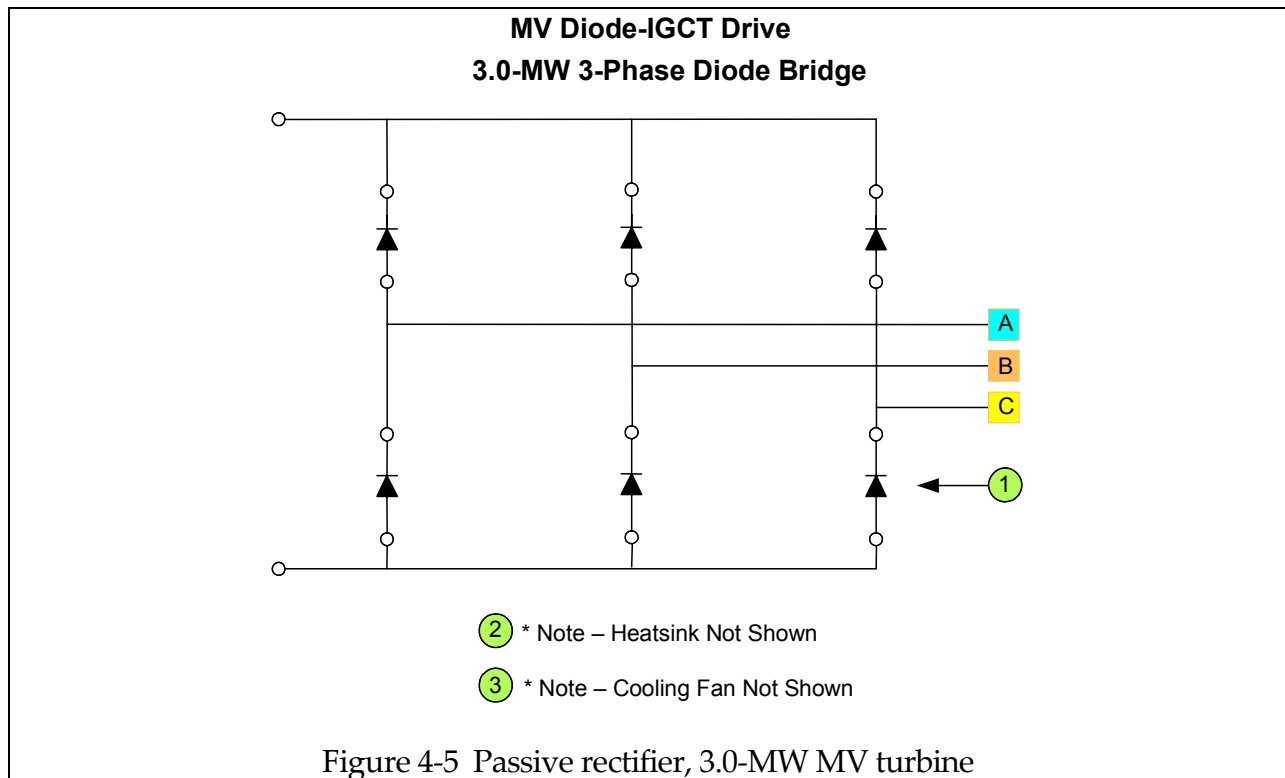 MV Diode-IGCT Drive
3.0-MW 3-Phase Diode Bridge
A
B
C
1
2 * Note – Heatsink Not Shown
3 * Note – Cooling Fan Not Shown
Figure 4-5 Passive rectifier, 3.0-MW MV turbine